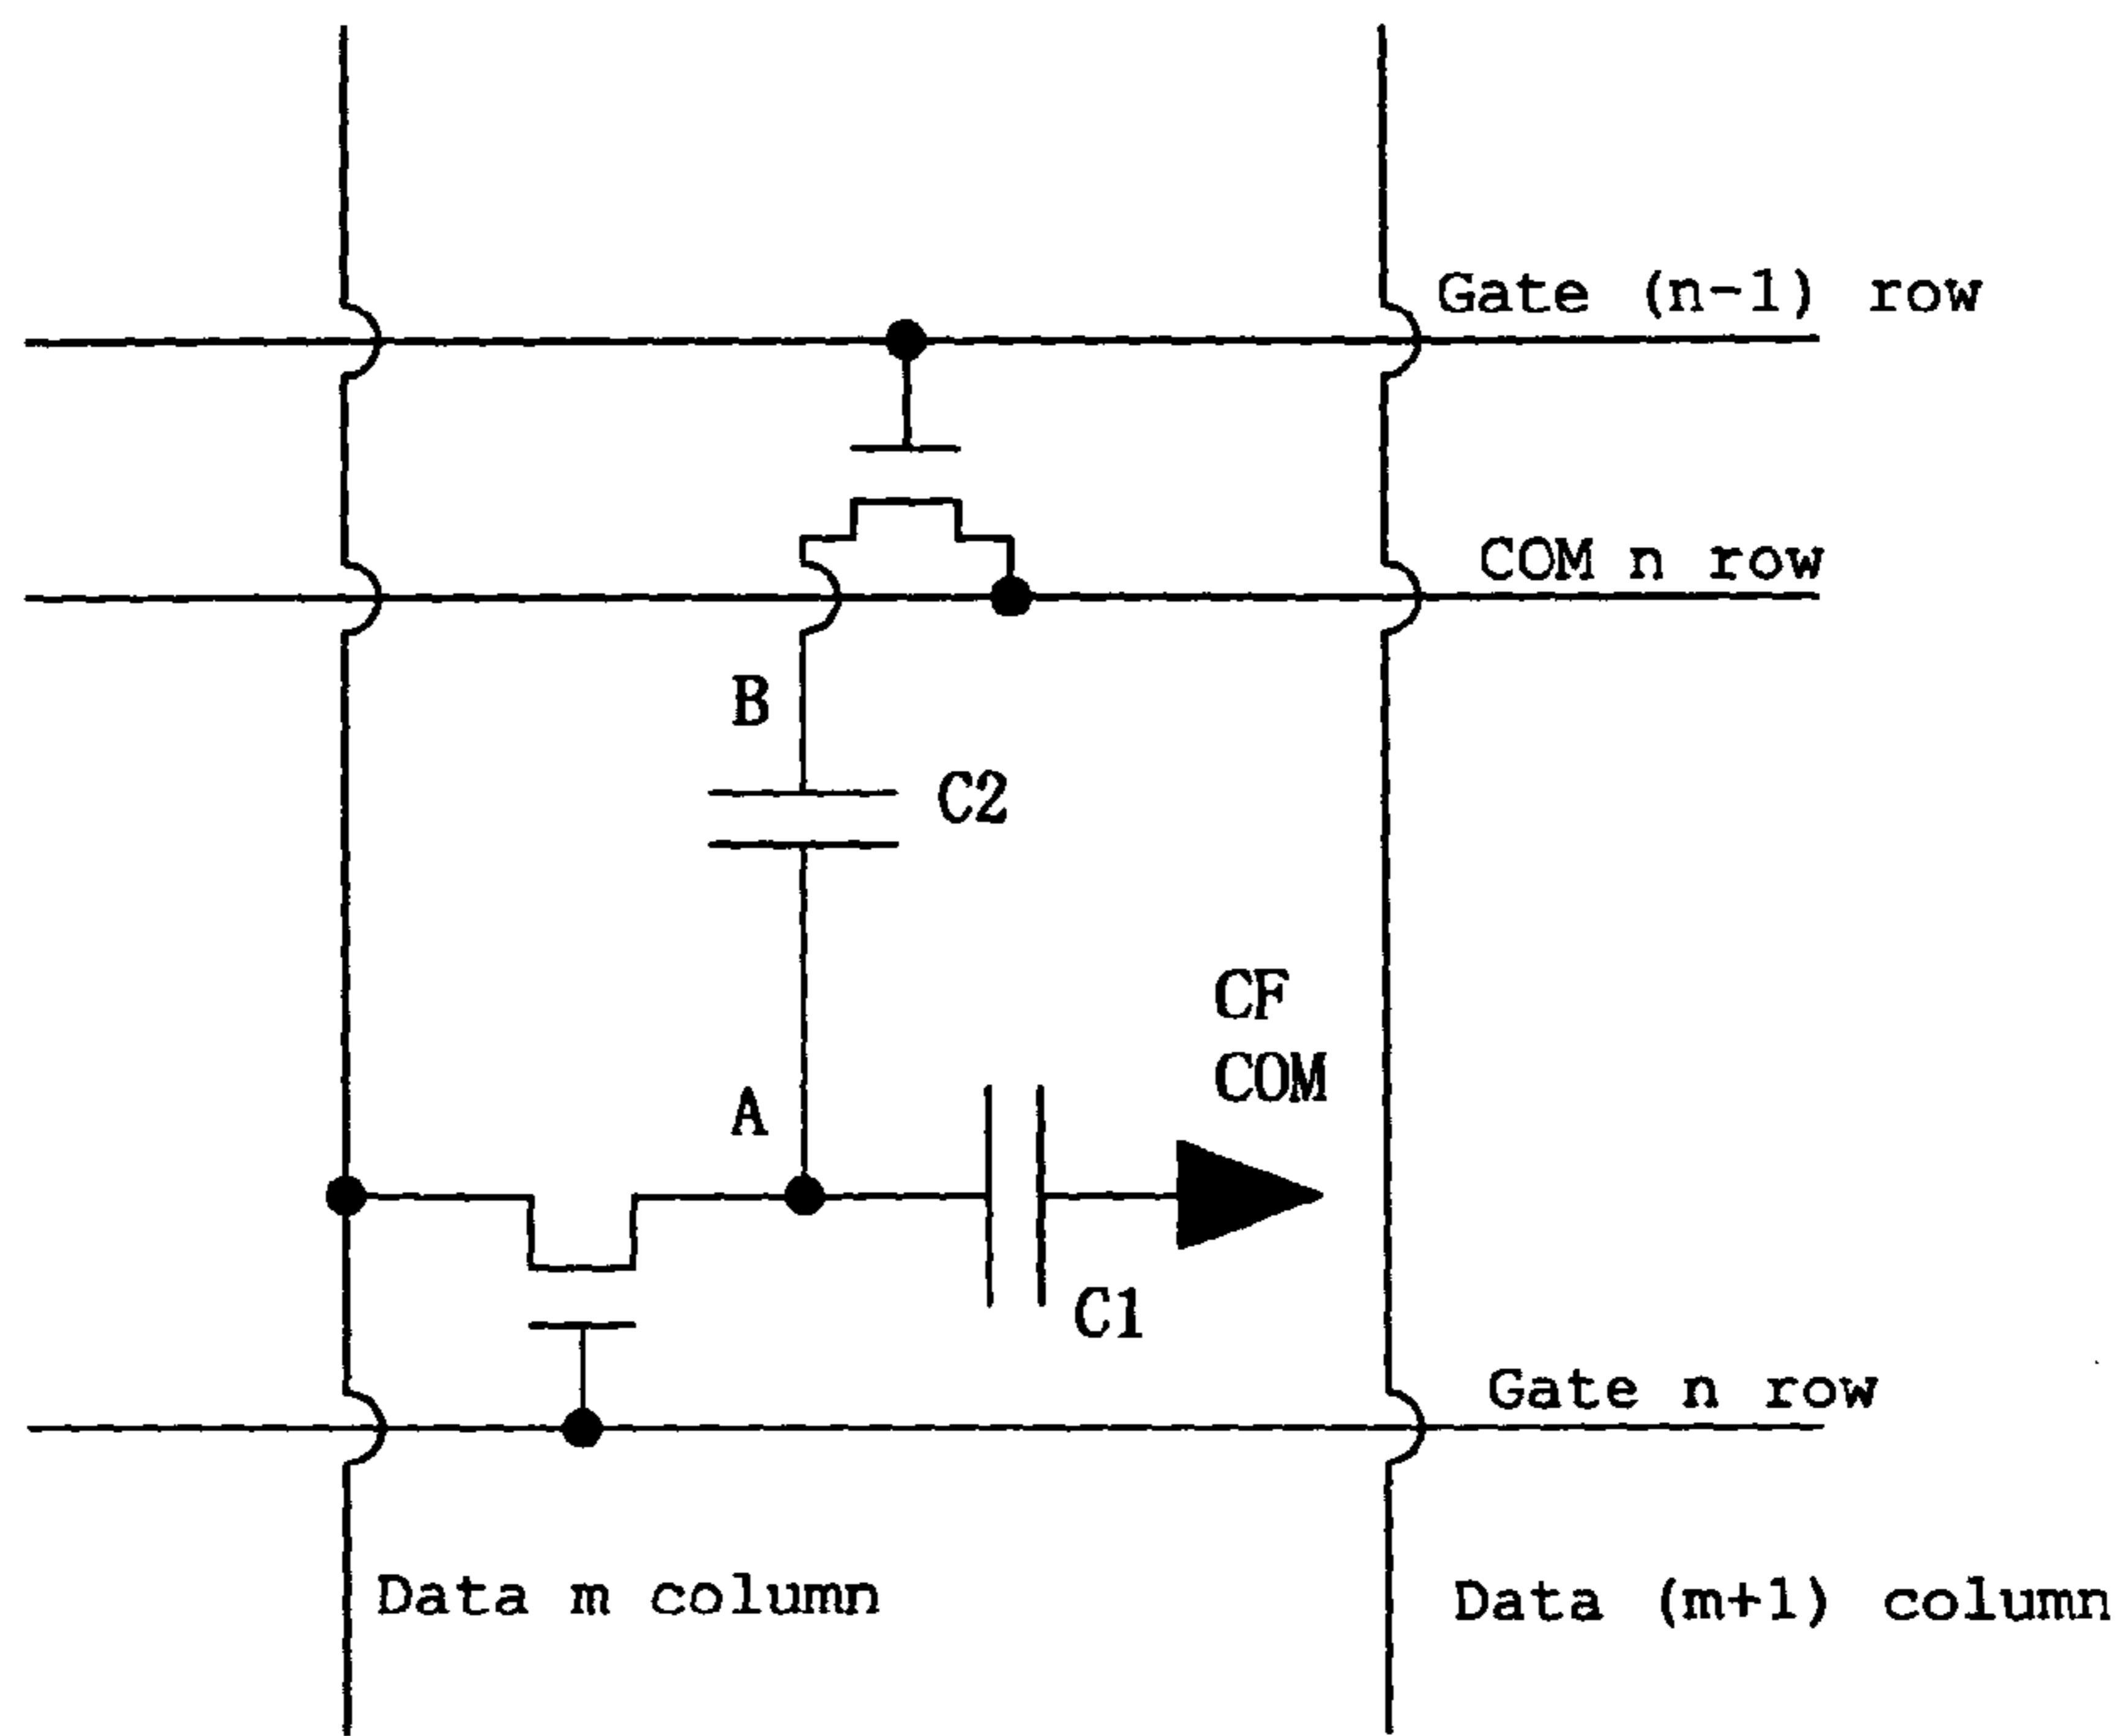 Gate (n-1) row
COM n row
B
C2
CF
COM
A
C1
Gate n row
Data m column
Data (m+1) column